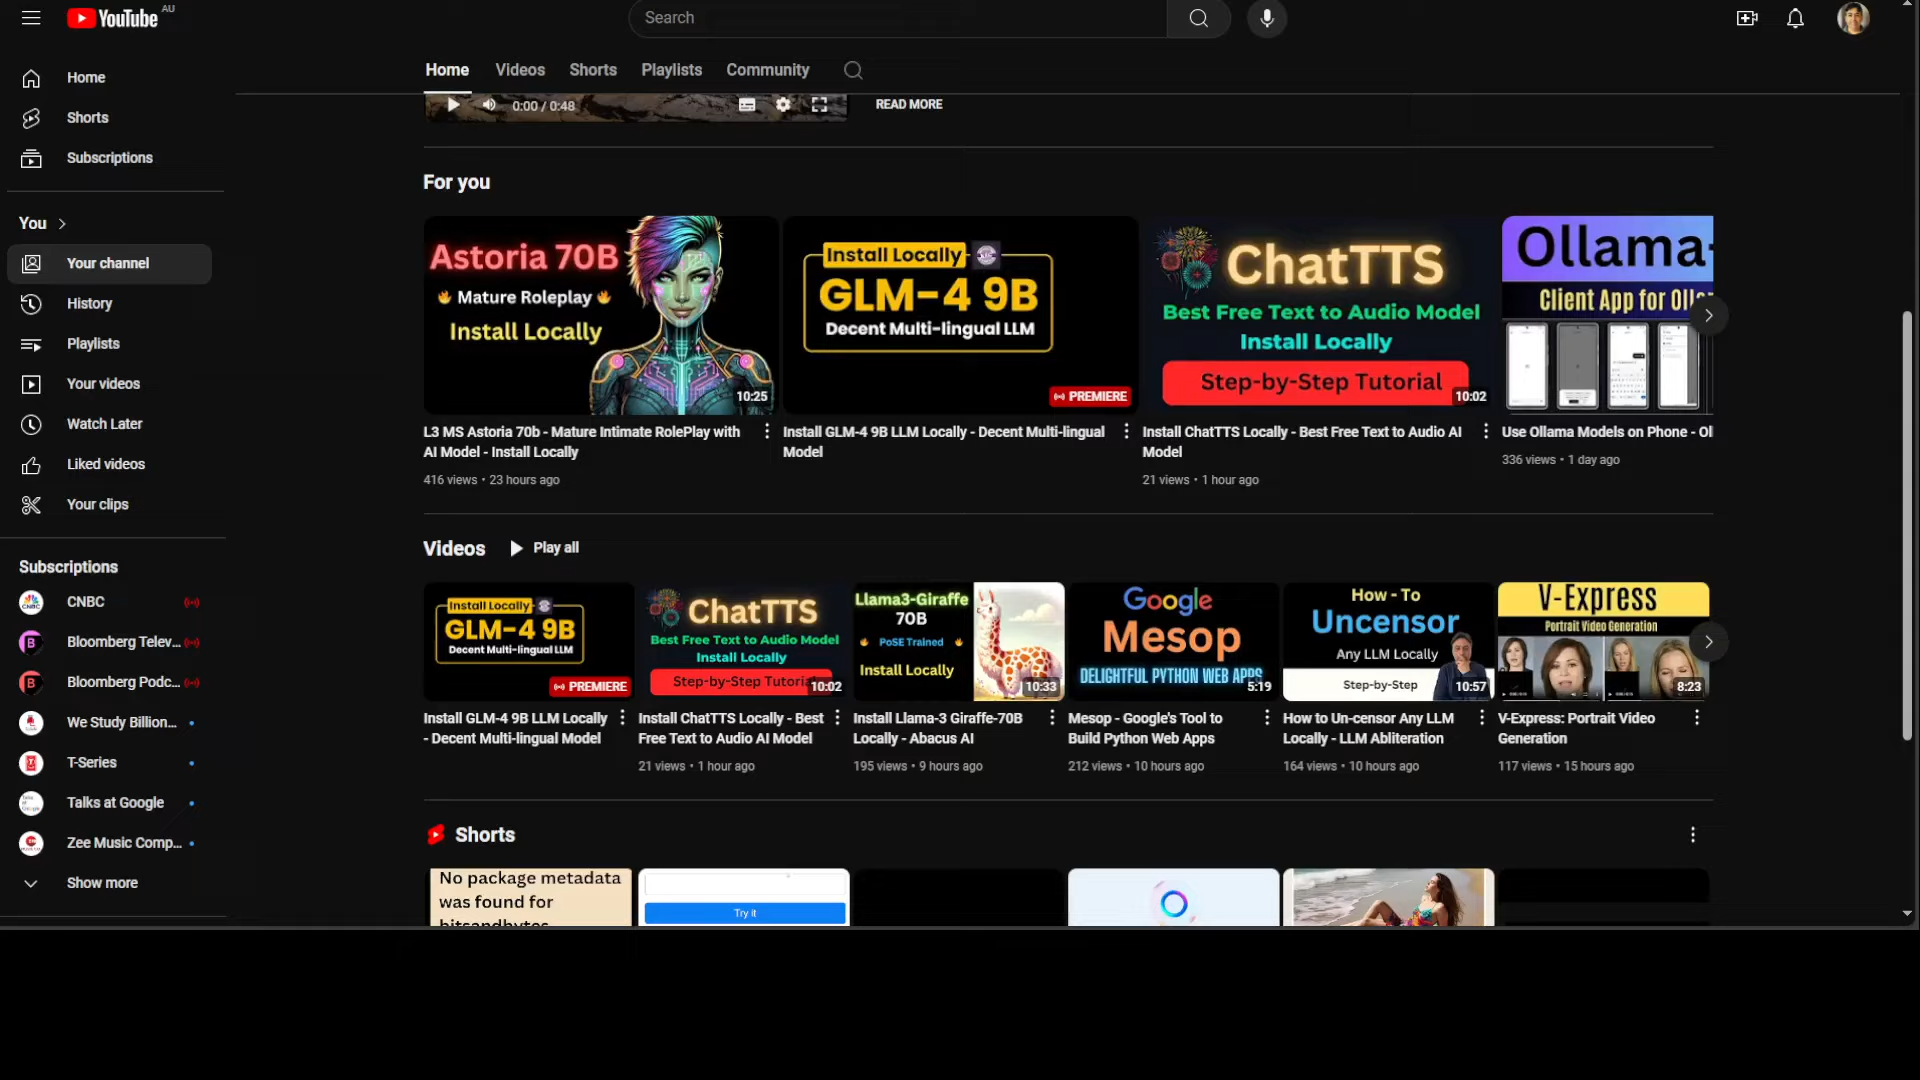 YouTube AU
Search
Home
Videos
Shorts
Playlists
Community
0:00 / 0:48
READ MORE
Home
Shorts
Subscriptions
You
Your channel
History
Playlists
Your videos
Watch Later
Liked videos
Your clips
Subscriptions
CNBC
Bloomberg Telev...
Bloomberg Podc...
We Study Billion...
T-Series
Talks at Google
Zee Music Comp...
Show more
For you
Astoria 70B
Mature Roleplay
Install Locally
10:25
L3 MS Astoria 70b - Mature Intimate RolePlay with
AI Model - Install Locally
416 views • 23 hours ago
Install Locally
GLM-4 9B
Decent Multi-lingual LLM
PREMIERE
Install GLM-4 9B LLM Locally - Decent Multi-lingual
Model
ChatTTS
Best Free Text to Audio Model
Install Locally
Step-by-Step Tutorial
10:02
Install ChatTTS Locally - Best Free Text to Audio AI
Model
21 views • 1 hour ago
Ollama-
Client App for Oll
Use Ollama Models on Phone - Ol
336 views • 1 day ago
Videos
Play all
Install Locally
GLM-4 9B
Decent Multi-lingual LLM
PREMIERE
Install GLM-4 9B LLM Locally
- Decent Multi-lingual Model
ChatTTS
Best Free Text to Audio Model
Install Locally
Step-by-Step Tutoria
10:02
Install ChatTTS Locally - Best
Free Text to Audio AI Model
21 views • 1 hour ago
Llama3-Giraffe
70B
PoSE Trained
Install Locally
10:33
Install Llama-3 Giraffe-70B
Locally - Abacus AI
195 views • 9 hours ago
Google
Mesop
DELIGHTFUL PYTHON WEB APPS
5:19
Mesop - Google's Tool to
Build Python Web Apps
212 views • 10 hours ago
How - To
Uncensor
Any LLM Locally
Step-by-Step
10:57
How to Un-censor Any LLM
Locally - LLM Abliteration
164 views • 10 hours ago
V-Express
Portrait Video Generation
8:23
V-Express: Portrait Video
Generation
117 views • 15 hours ago
Shorts
No package metadata
was found for
bitsandbytes
Try it